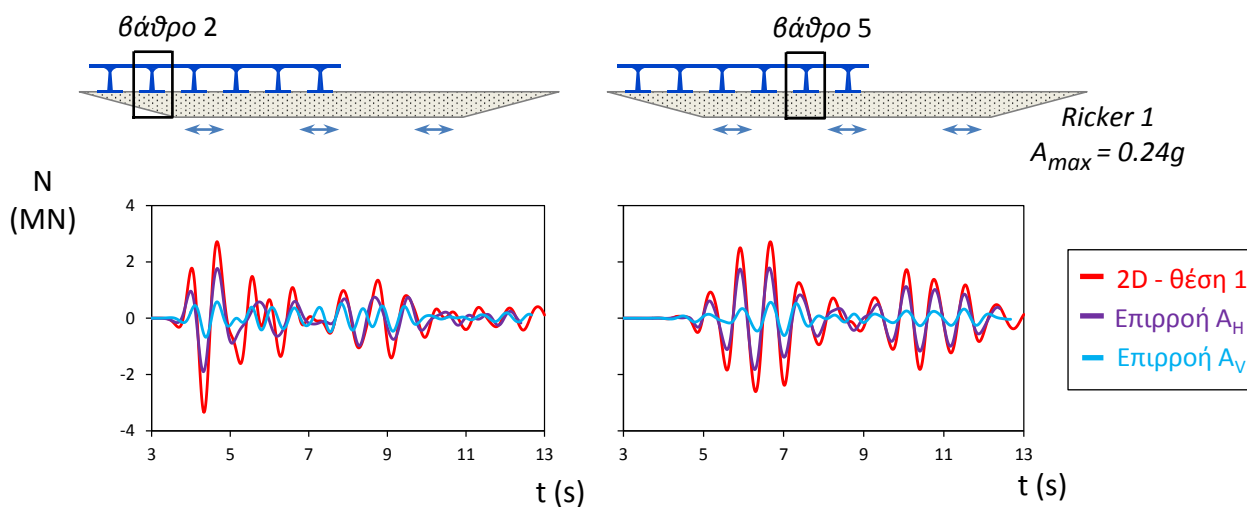 βάθρο 2
βάθρο 5
Ricker 1
Amax = 0.24g
N
(MN)
4
2
0
-2
-4
3 5 7 9 11 13
t (s)
3 5 7 9 11 13
t (s)
2D - θέση 1
Επιρροή AH
Επιρροή AV